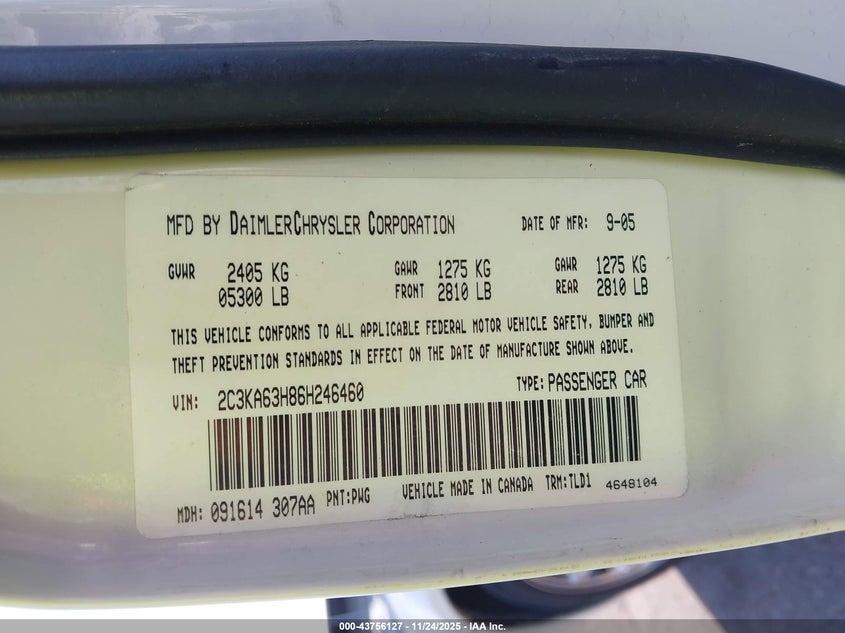 MFD BY DAIMLERCHRYSLER CORPORATION DATE OF MFR: 9-05
GVWR 2405 KG GAWR 1275 KG GAWR 1275 KG
05300 LB FRONT 2810 LB REAR 2810 LB
THIS VEHICLE CONFORMS TO ALL APPLICABLE FEDERAL MOTOR VEHICLE SAFETY, BUMPER AND
THEFT PREVENTION STANDARDS IN EFFECT ON THE DATE OF MANUFACTURE SHOWN ABOVE.
VIN: 2C3KA63H86H246460 TYPE: PASSENGER CAR
MDH: 091614 307AA PNT:PWG VEHICLE MADE IN CANADA TRM:TLD1 4648104
000-43756127 - 11/24/2025 - IAA Inc.